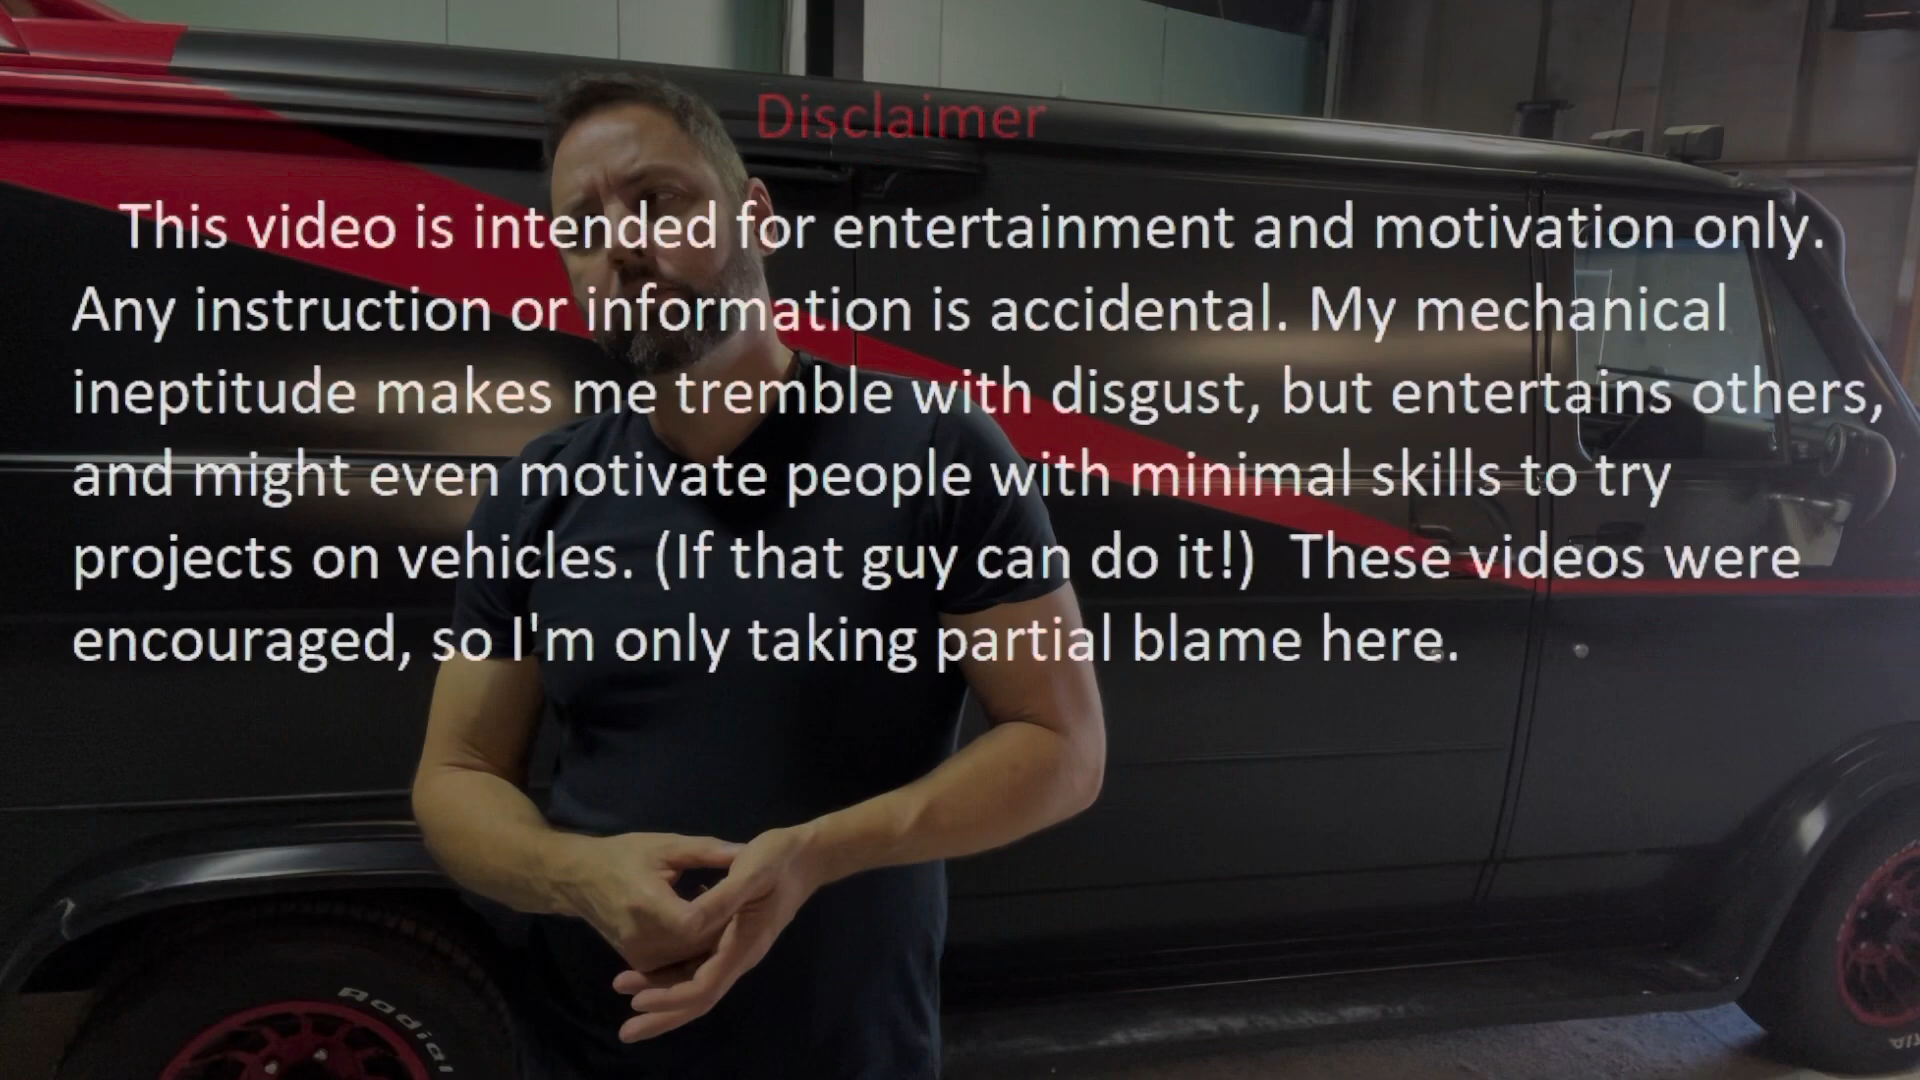 Disclaimer
This video is intended for entertainment and motivation only.
Any instruction or information is accidental. My mechanical
ineptitude makes me tremble with disgust, but entertains others,
and might even motivate people with minimal skills to try
projects on vehicles. (If that guy can do it!)  These videos were
encouraged, so I'm only taking partial blame here.
Radial